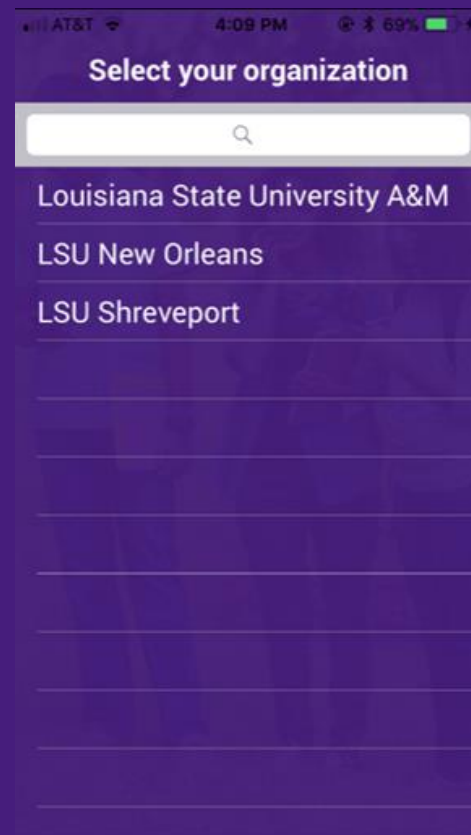 AT&T 4:09 PM 69%
Select your organization
Louisiana State University A&M
LSU New Orleans
LSU Shreveport